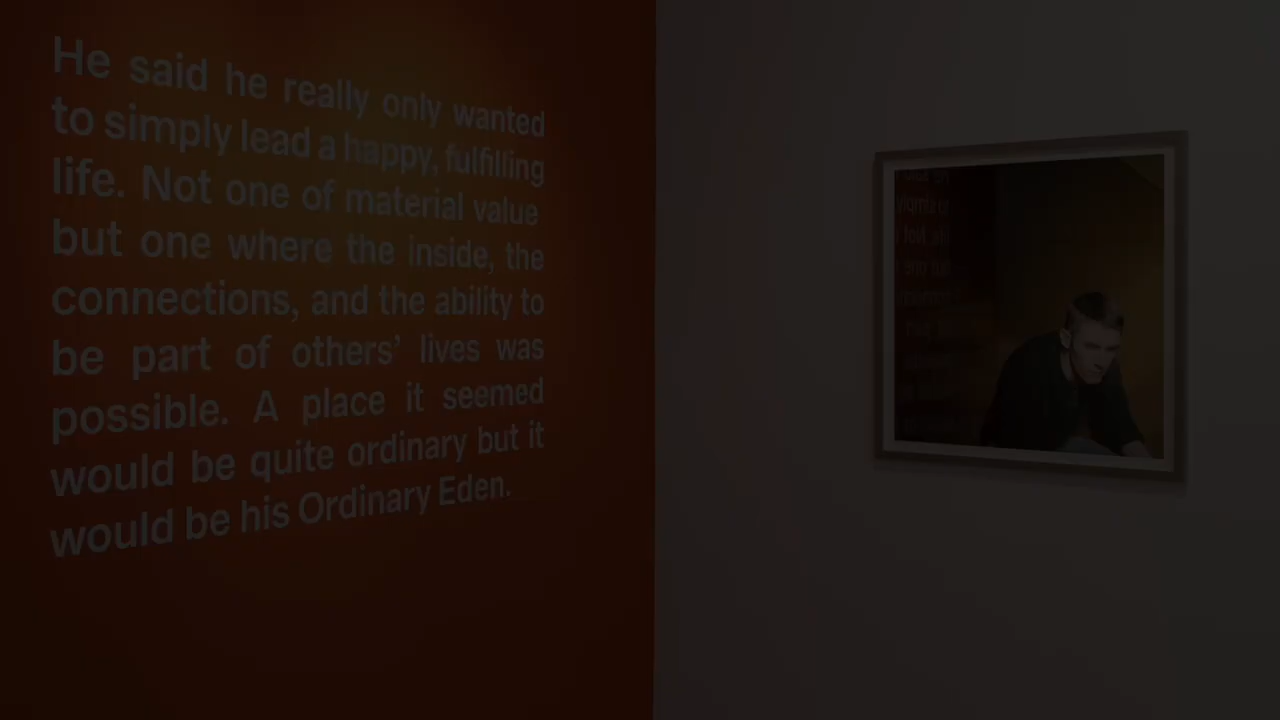 He said he really only wanted
to simply lead a happy, fulfilling
life. Not one of material value
but one where the inside, the
connections, and the ability to
be part of others’ lives was
possible. A place it seemed
would be quite ordinary but it
would be his Ordinary Eden.